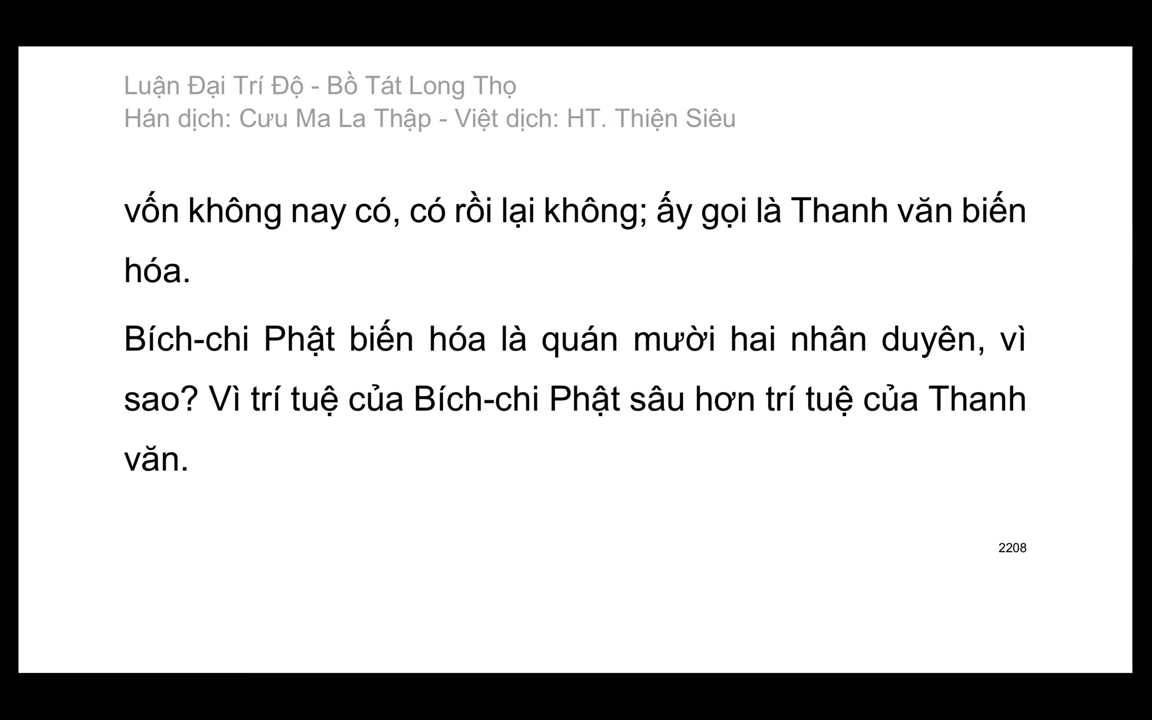 Luận Đại Trí Độ - Bồ Tát Long Thọ
Hán dịch: Cưu Ma La Thập - Việt dịch: HT. Thiện Siêu
vốn không nay có, có rồi lại không; ấy gọi là Thanh văn biến
hóa.
Bích-chi Phật biến hóa là quán mười hai nhân duyên, vì
sao? Vì trí tuệ của Bích-chi Phật sâu hơn trí tuệ của Thanh
văn.
2208